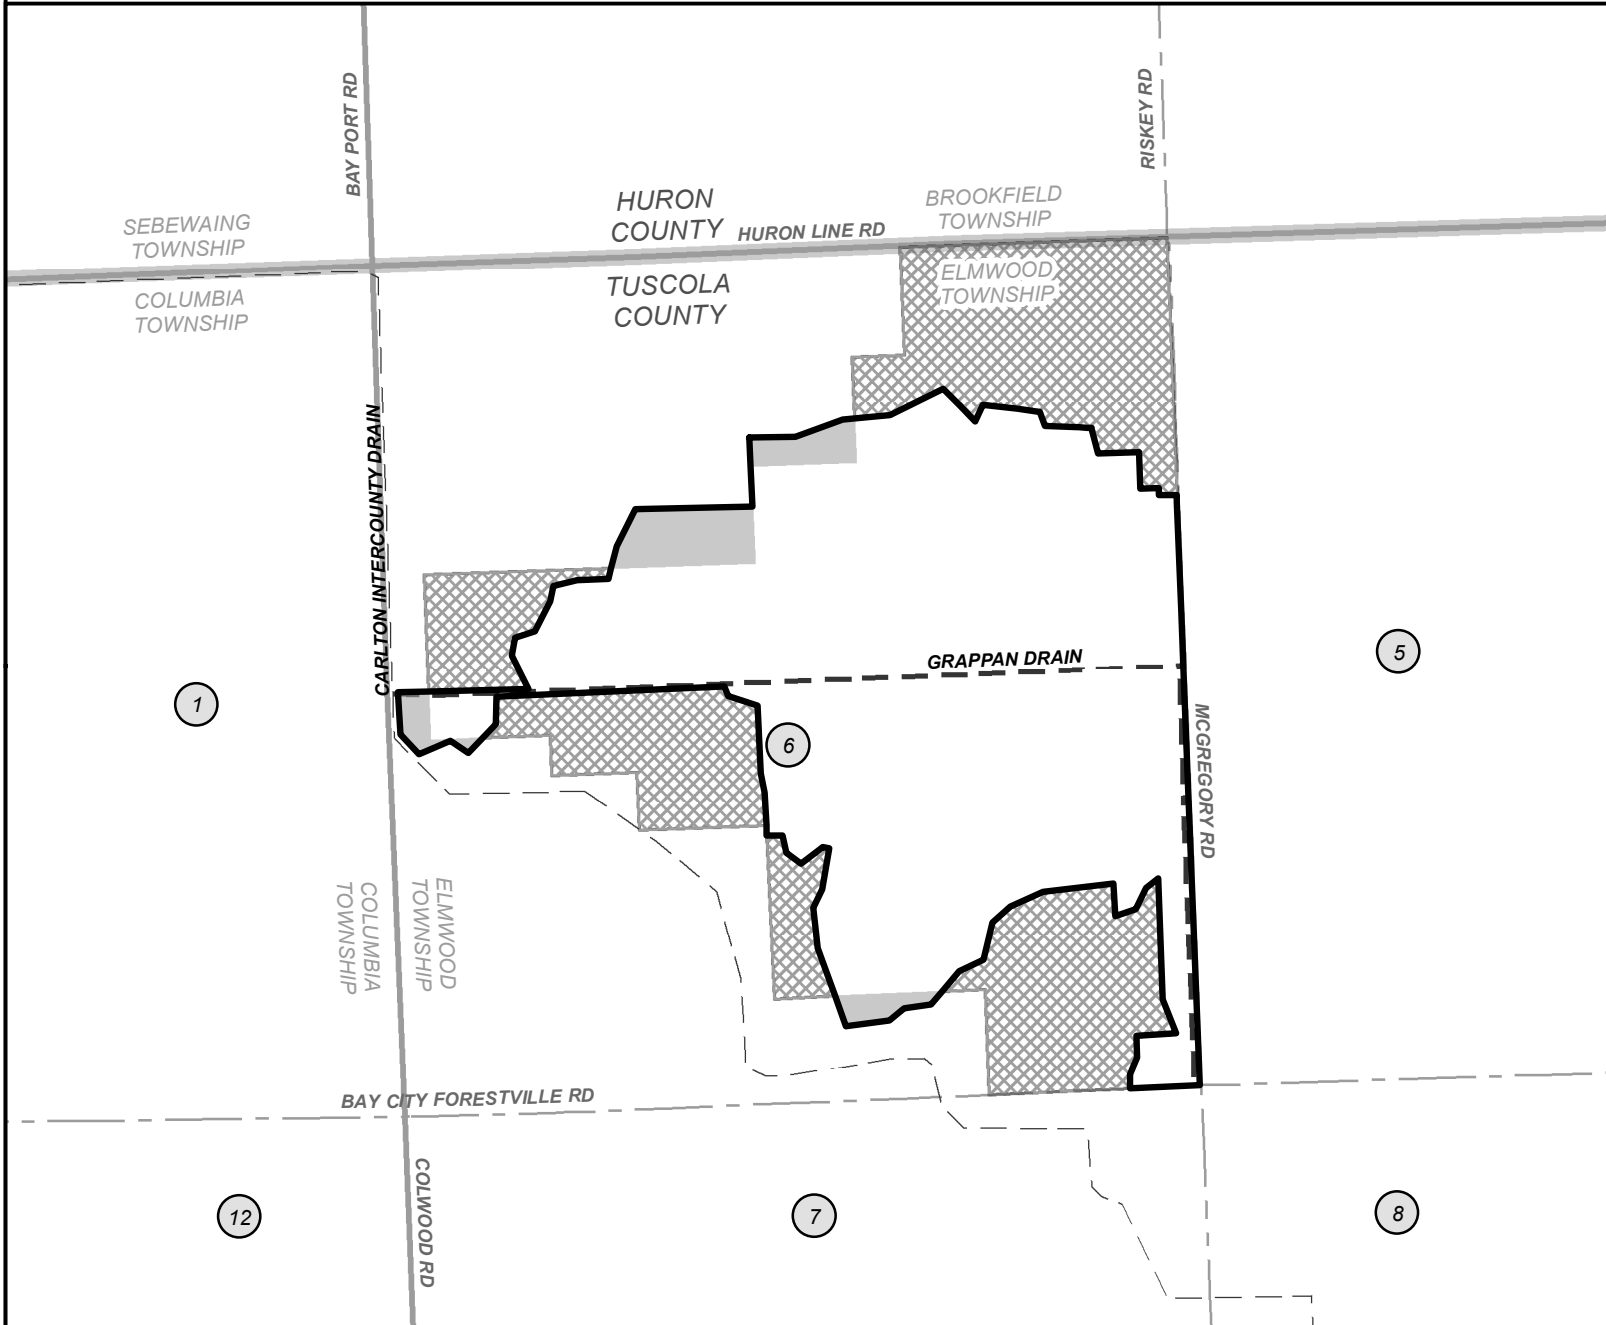 BAY PORT RD
RISKEY RD
HURON
COUNTY
BROOKFIELD
TOWNSHIP
SEBEWAING
TOWNSHIP
HURON LINE RD
ELMWOOD
TOWNSHIP
TUSCOLA
COUNTY
COLUMBIA
TOWNSHIP
CARLTON INTERCOUNTY DRAIN
GRAPPAN DRAIN
5
1
6
MCGREGORY RD
COLUMBIA
TOWNSHIP
ELMWOOD
TOWNSHIP
BAY CITY FORESTVILLE RD
COLWOOD RD
12
7
8